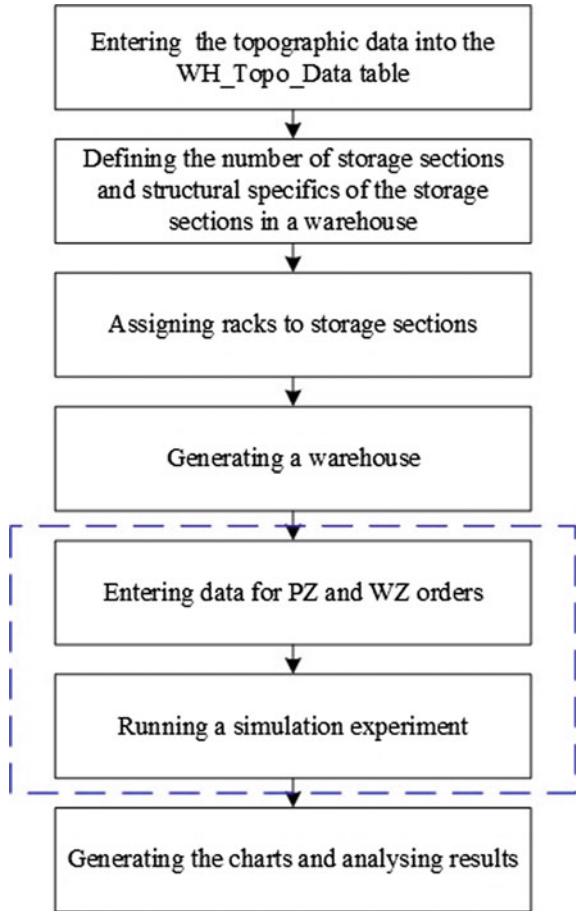 Entering the topographic data into the
WH_Topo_Data table
Defining the number of storage sections
and structural specifics of the storage
sections in a warehouse
Assigning racks to storage sections
Generating a warehouse
Entering data for PZ and WZ orders
Running a simulation experiment
Generating the charts and analysing results